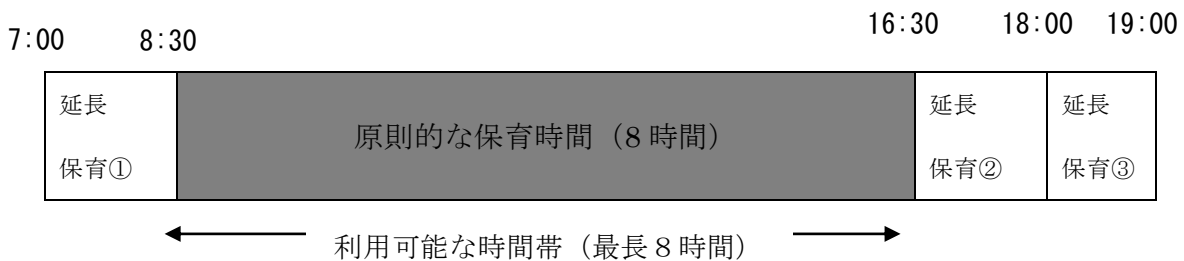 7:00 8:30 16:30 18:00 19:00
延長
保育①
原則的な保育時間（8 時間）
延長
保育②
延長
保育③
利用可能な時間帯（最長８時間）